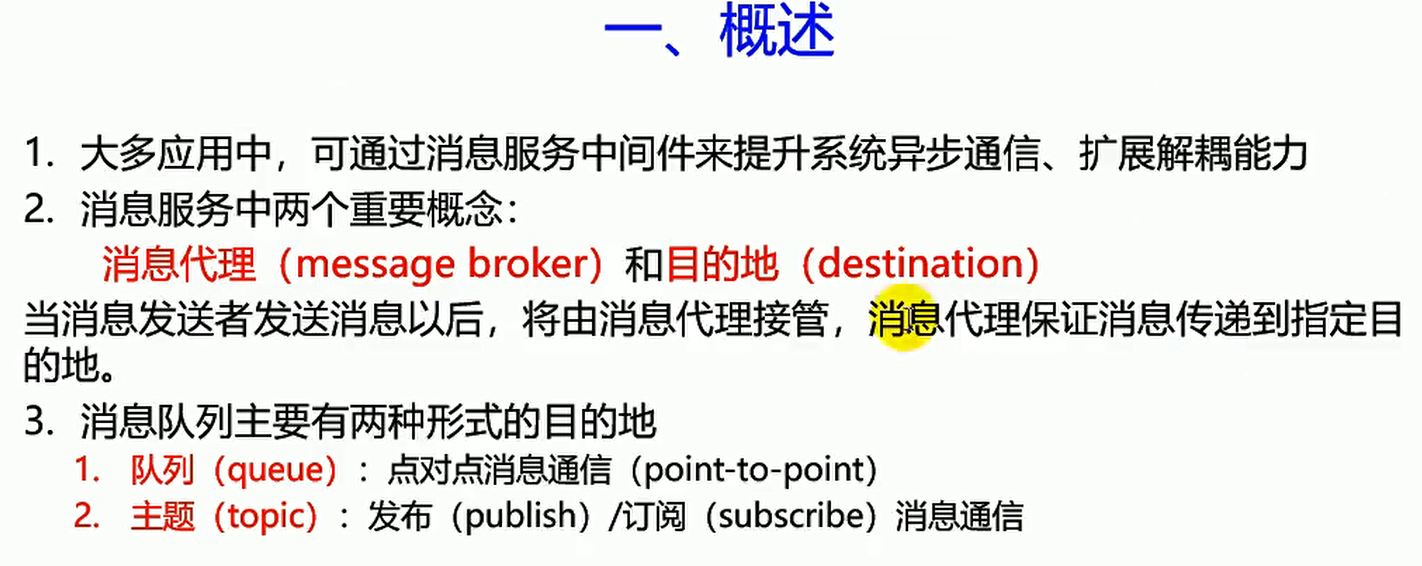 一、概述
1. 大多应用中，可通过消息服务中间件来提升系统异步通信、扩展解耦能力
2. 消息服务中两个重要概念：
消息代理（message broker）和目的地（destination）
当消息发送者发送消息以后，将由消息代理接管，消息代理保证消息传递到指定目
的地。
3. 消息队列主要有两种形式的目的地
1. 队列（queue）：点对点消息通信（point-to-point）
2. 主题（topic）：发布（publish）/订阅（subscribe）消息通信